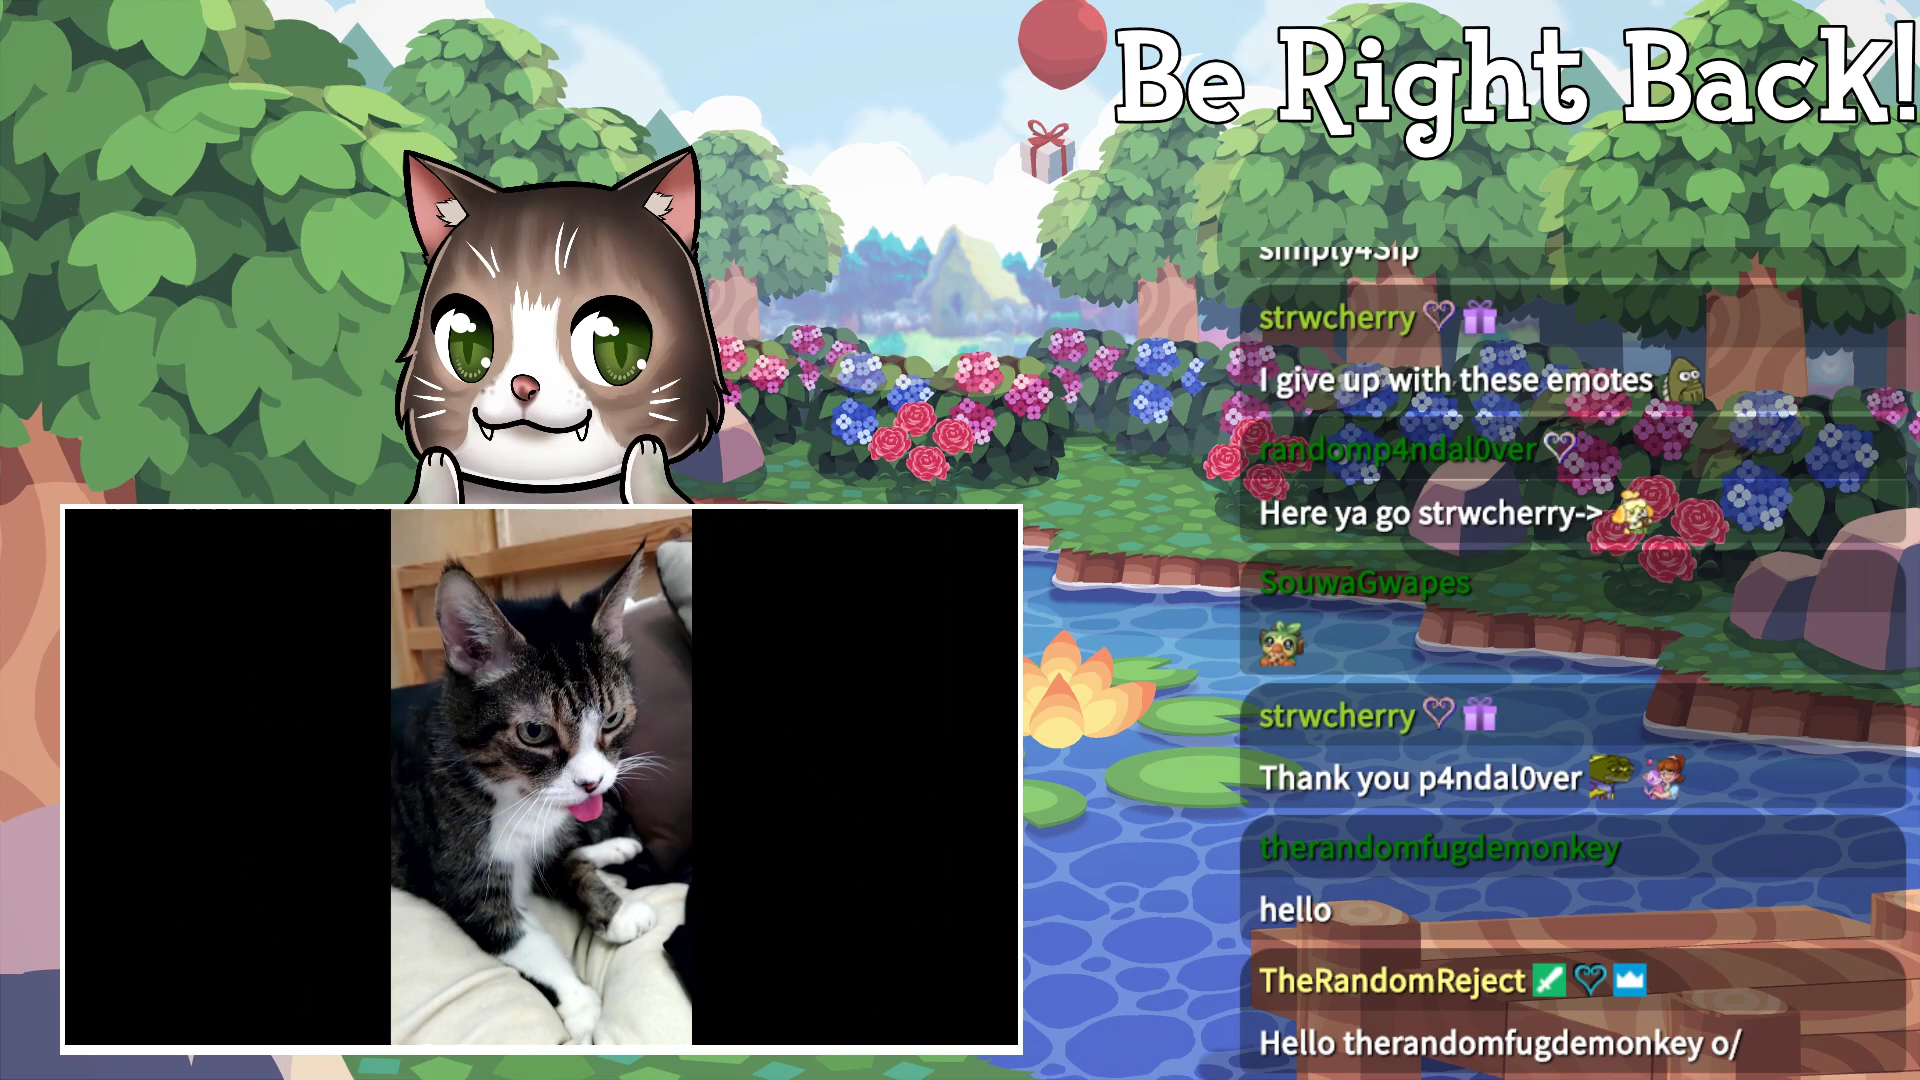 Be Right Back!
simply4Sip
strwcherry
I give up with these emotes
randomp4ndal0ver
Here ya go strwcherry->
SouwaGwapes
strwcherry
Thank you p4ndal0ver
therandomfugdemonkey
hello
TheRandomReject
Hello therandomfugdemonkey o/